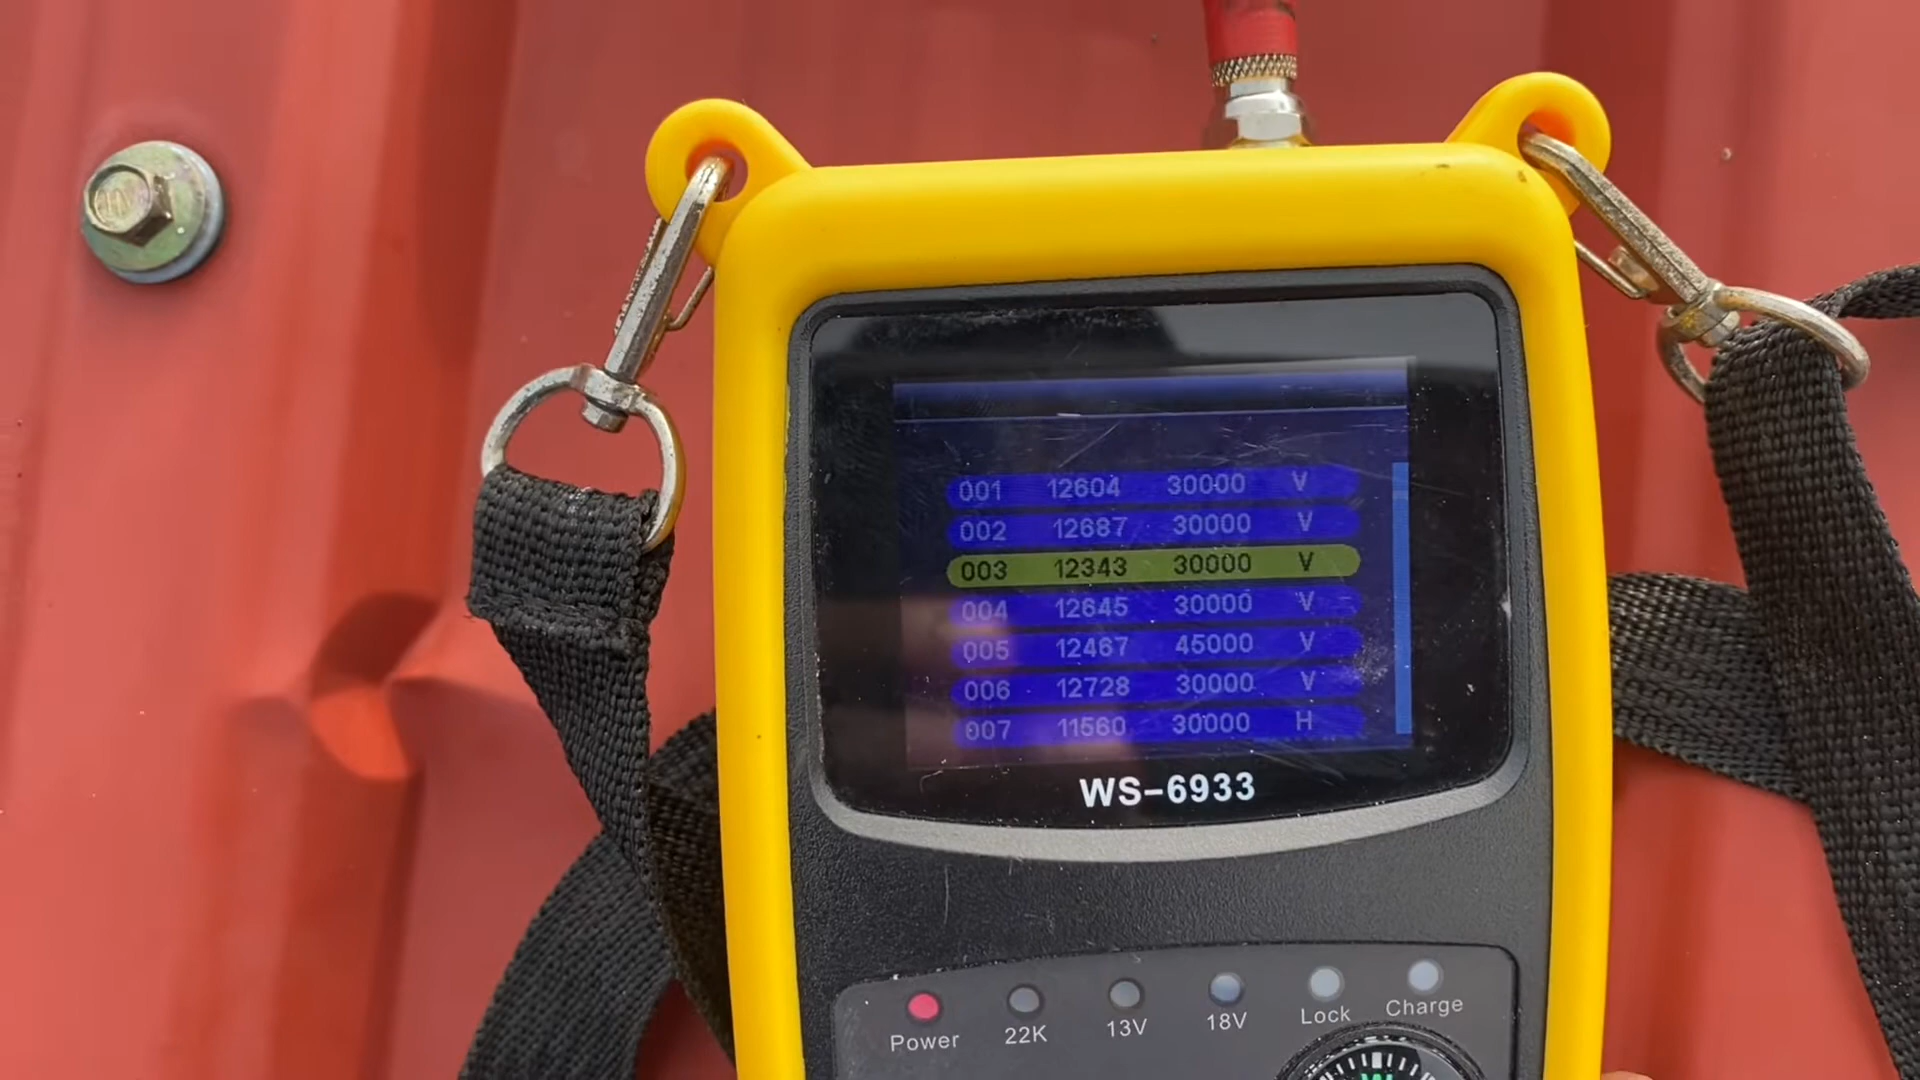 001 12604 30000 V
002 12687 30000 V
003 12343 30000 V
004 12645 30000 V
005 12467 45000 V
006 12728 30000 V
007 11560 30000 H
WS-6933
Power 22K 13V 18V Lock Charge